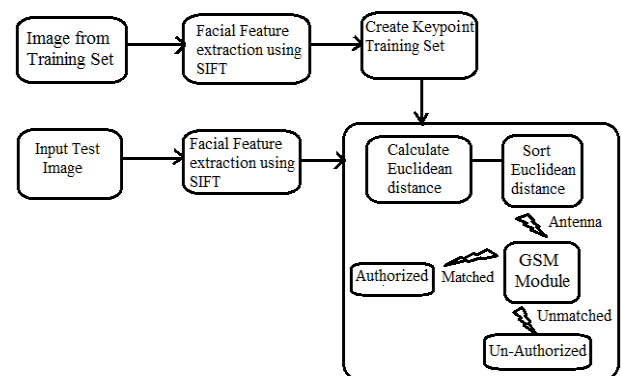 Image from
Training Set
Facial Feature
extraction using
SIFT
Create Keypoint
Training Set
Input Test
Image
Facial Feature
extraction using
SIFT
Calculate
Euclidean
distance
Sort
Euclidean
distance
Antenna
GSM
Module
Authorized
Matched
Unmatched
Un-Authorized